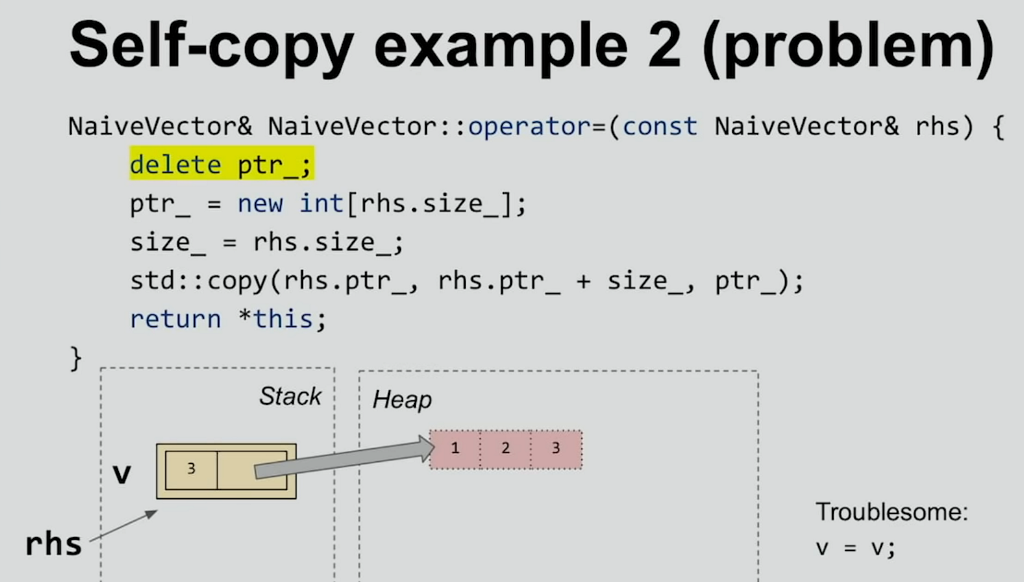 Self-copy example 2 (problem)
NaiveVector& NaiveVector::operator=(const NaiveVector& rhs) {
delete ptr_;
ptr_ = new int[rhs.size_];
size_ = rhs.size_;
std::copy(rhs.ptr_, rhs.ptr_ + size_, ptr_);
return *this;
}
Stack
Heap
1 2 3
v
3
rhs
Troublesome:
v = v;